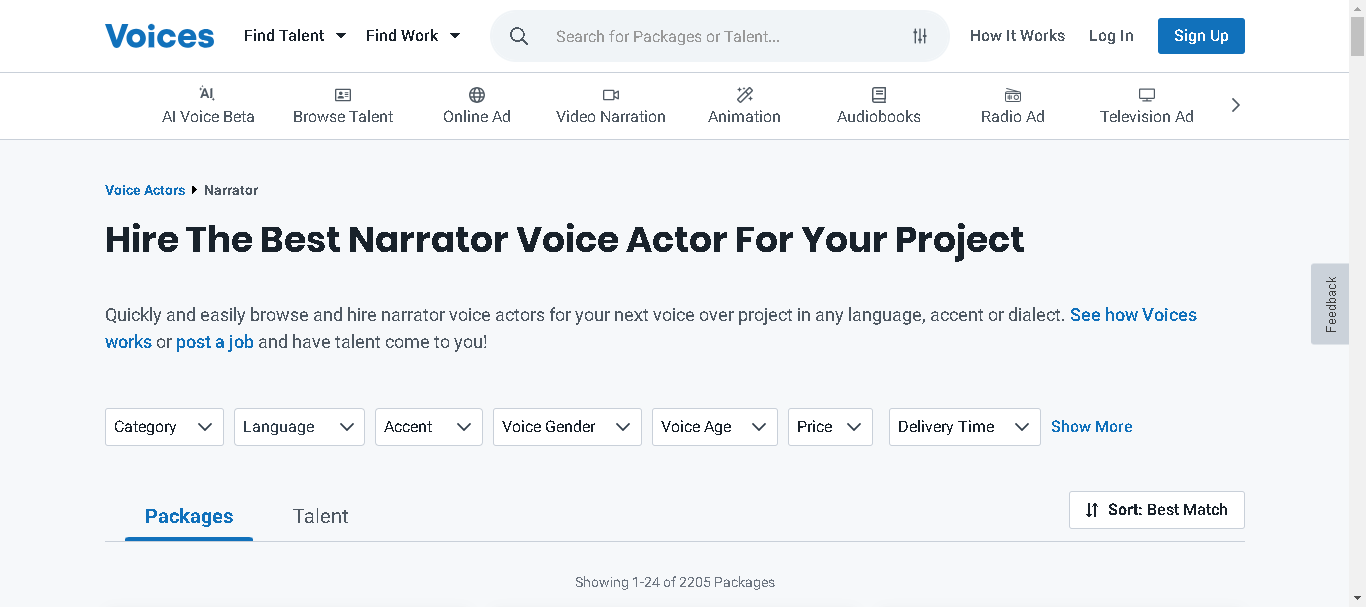 Voices
Find Talent
Find Work
Search for Packages or Talent...
How It Works
Log In
Sign Up
AI
AI Voice Beta
Browse Talent
Online Ad
Video Narration
Animation
Audiobooks
Radio Ad
Television Ad
Voice Actors
Narrator
Hire The Best Narrator Voice Actor For Your Project
Quickly and easily browse and hire narrator voice actors for your next voice over project in any language, accent or dialect. See how Voices
works or post a job and have talent come to you!
Feedback
Category
Language
Accent
Voice Gender
Voice Age
Price
Delivery Time
Show More
Packages
Talent
Sort: Best Match
Showing 1-24 of 2205 Packages